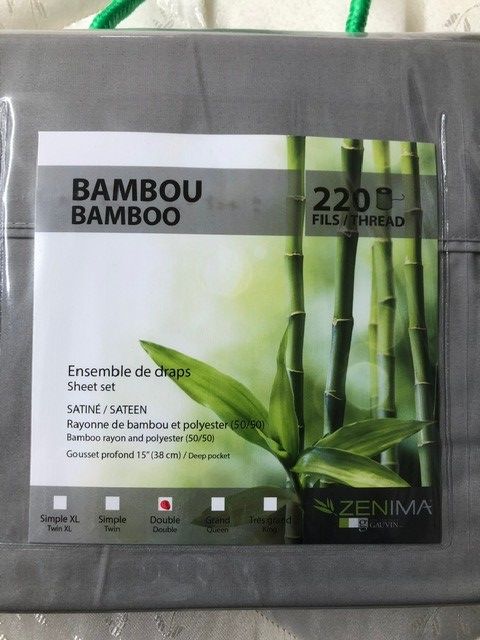 BAMBOU
BAMBOO
220
FILS / THREAD
Ensemble de draps
Sheet set
SATINÉ / SATEEN
Rayonne de bambou et polyester (50/50)
Bamboo rayon and polyester (50/50)
Gousset profond 15" (38 cm) / Deep pocket
Simple XL
Twin XL
Simple
Twin
Double
Double
Grand
Queen
Très grand
King
ZENIMA
g GAUVIN